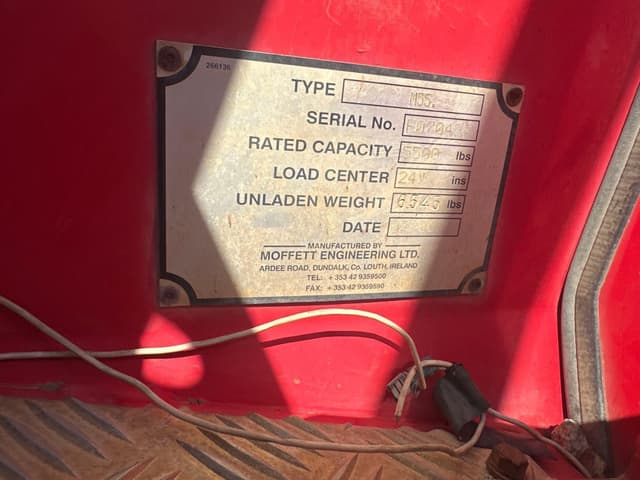 266136
TYPE M55.
SERIAL No.
RATED CAPACITY 5500 lbs
LOAD CENTER 24 ins
UNLADEN WEIGHT lbs
DATE
MANUFACTURED BY
MOFFETT ENGINEERING LTD.
ARDEE ROAD, DUNDALK, Co. LOUTH, IRELAND
TEL: + 353 42 9359500
FAX: + 353 42 9359590